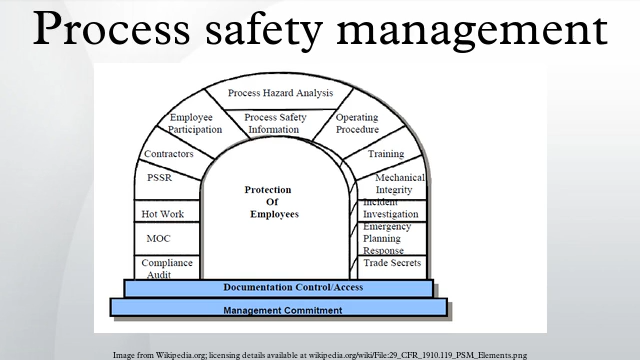 Process safety management
Process Hazard Analysis
Employee
Participation
Process Safety
Information
Operating
Procedure
Contractors
Training
PSSR
Mechanical
Integrity
Hot Work
Incident
Investigation
MOC
Emergency
Planning
Response
Compliance
Audit
Trade Secrets
Protection
Of
Employees
Documentation Control/Access
Management Commitment
Image from Wikipedia.org; licensing details available at wikipedia.org/wiki/File:29_CFR_1910.119_PSM_Elements.png